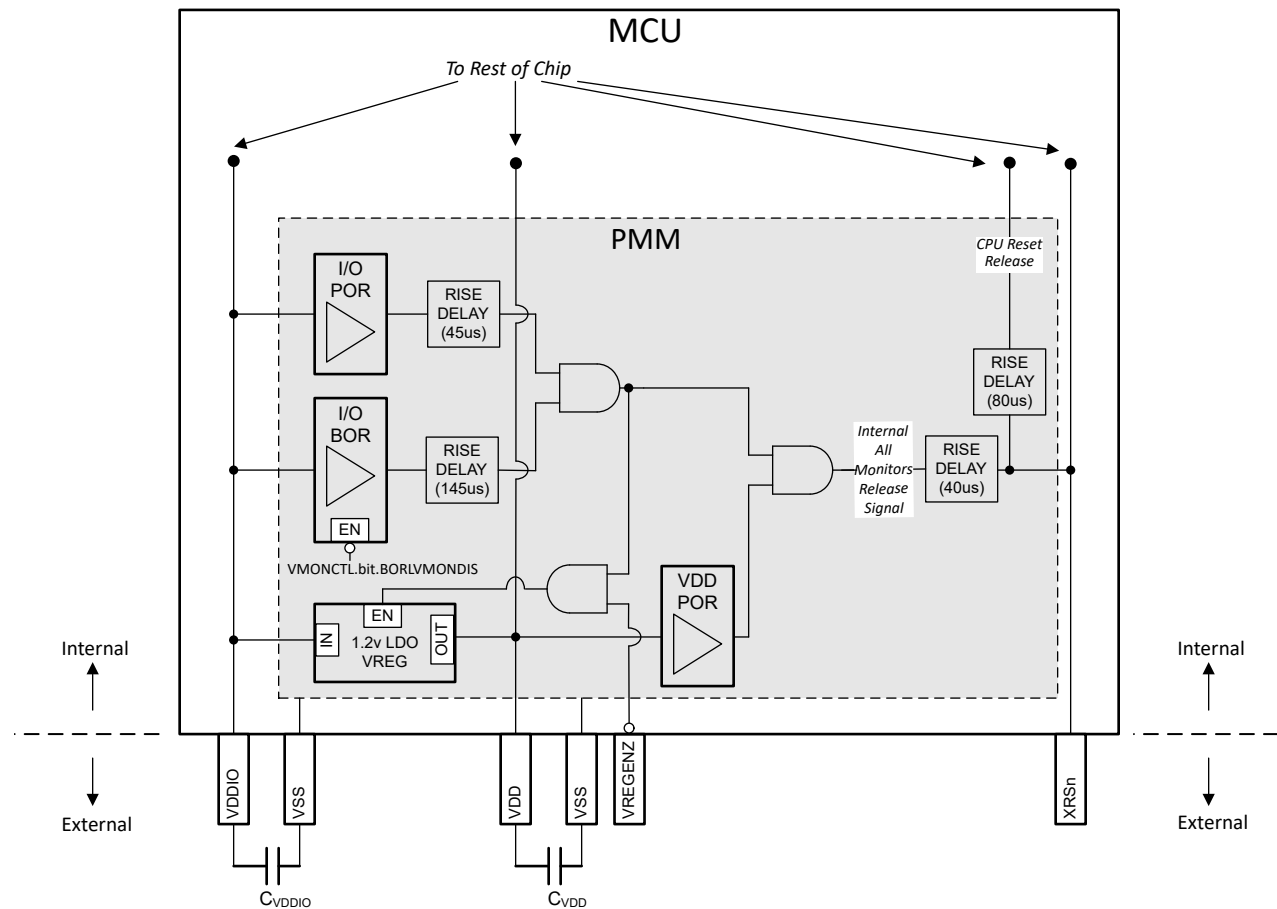 MCU
To Rest of Chip
PMM
CPU Reset
Release
I/O
POR
RISE
DELAY
(45us)
RISE
DELAY
(80us)
I/O
BOR
EN
RISE
DELAY
(145us)
Internal
All
Monitors
Release
Signal
RISE
DELAY
(40us)
VMONCTL.bit.BORLVMONDIS
EN
IN
1.2v LDO
VREG
OUT
VDD
POR
Internal
External
Internal
External
VDDIO
VSS
VDD
VSS
VREGENZ
XRSn
CVDDIO
CVDD